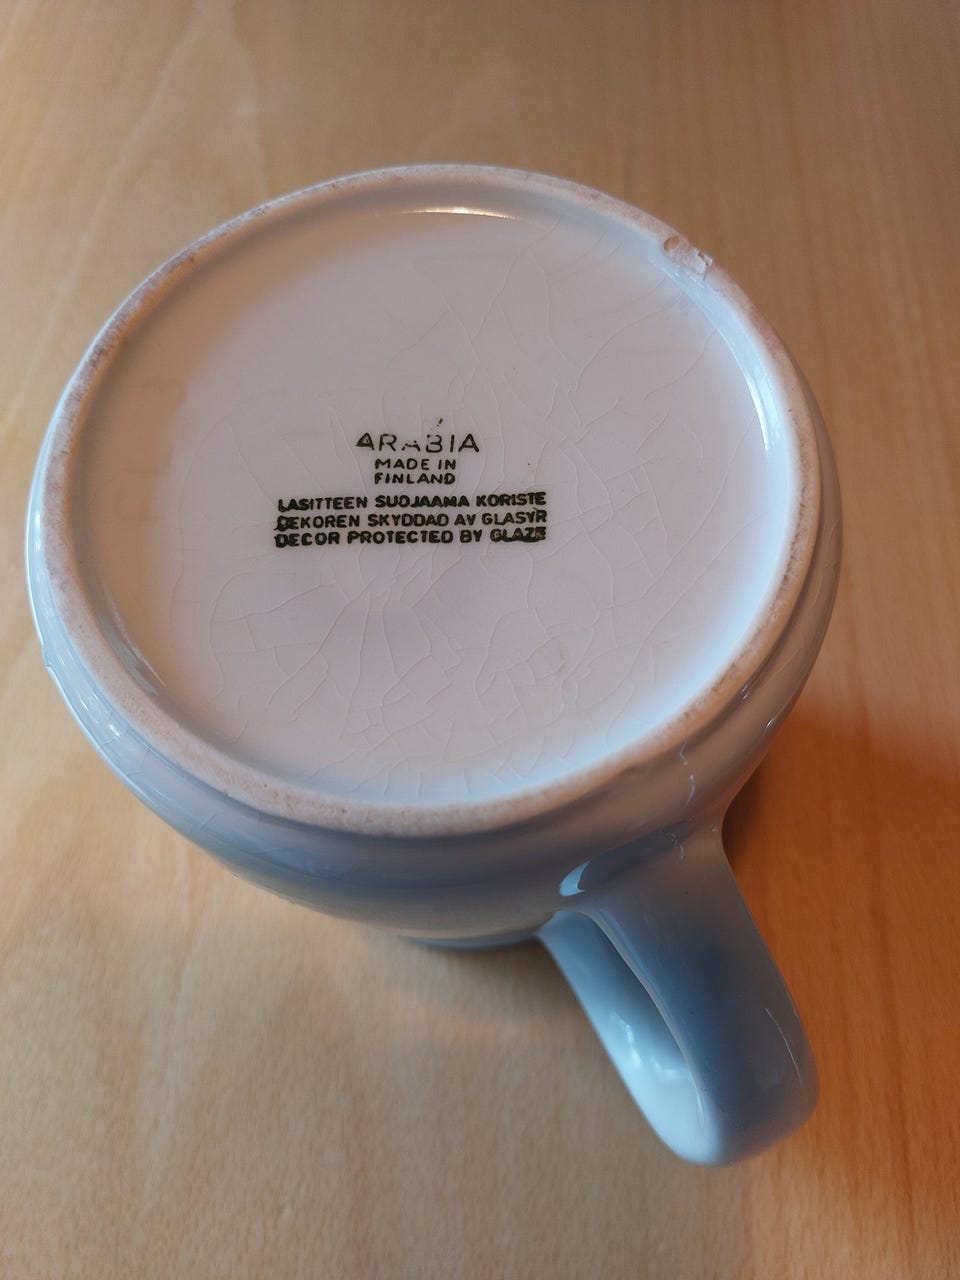 ARABIA
MADE IN
FINLAND
LASITTEEN SUOJAAMA KORISTE
DEKOREN SKYDDAD AV GLASYR
DECOR PROTECTED BY GLAZE